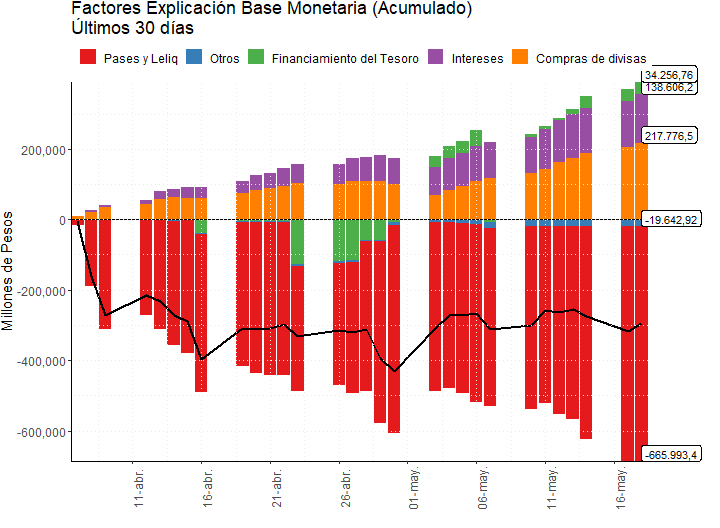 Factores Explicación Base Monetaria (Acumulado)
Últimos 30 días
Pases y Leliq
Otros
Financiamiento del Tesoro
Intereses
Compras de divisas
Millones de Pesos
200,000
0
-200,000
-400,000
-600,000
34.256,76
138.606,2
217.776,5
-19.642,92
-665.993,4
11-abr.
16-abr.
21-abr.
26-abr.
01-may.
06-may.
11-may.
16-may.